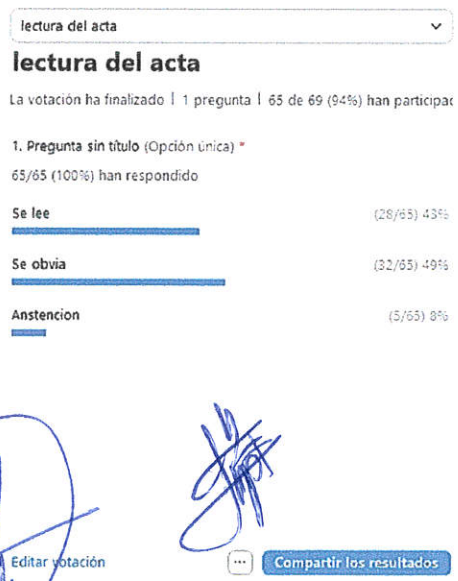 lectura del acta
lectura del acta
La votación ha finalizado | 1 pregunta | 65 de 69 (94%) han participac
1. Pregunta sin título (Opción única) *
65/65 (100%) han respondido
Se lee (28/65) 43%
Se obvia (32/65) 49%
Anstencion (5/65) 8%
Editar votación ... Compartir los resultados